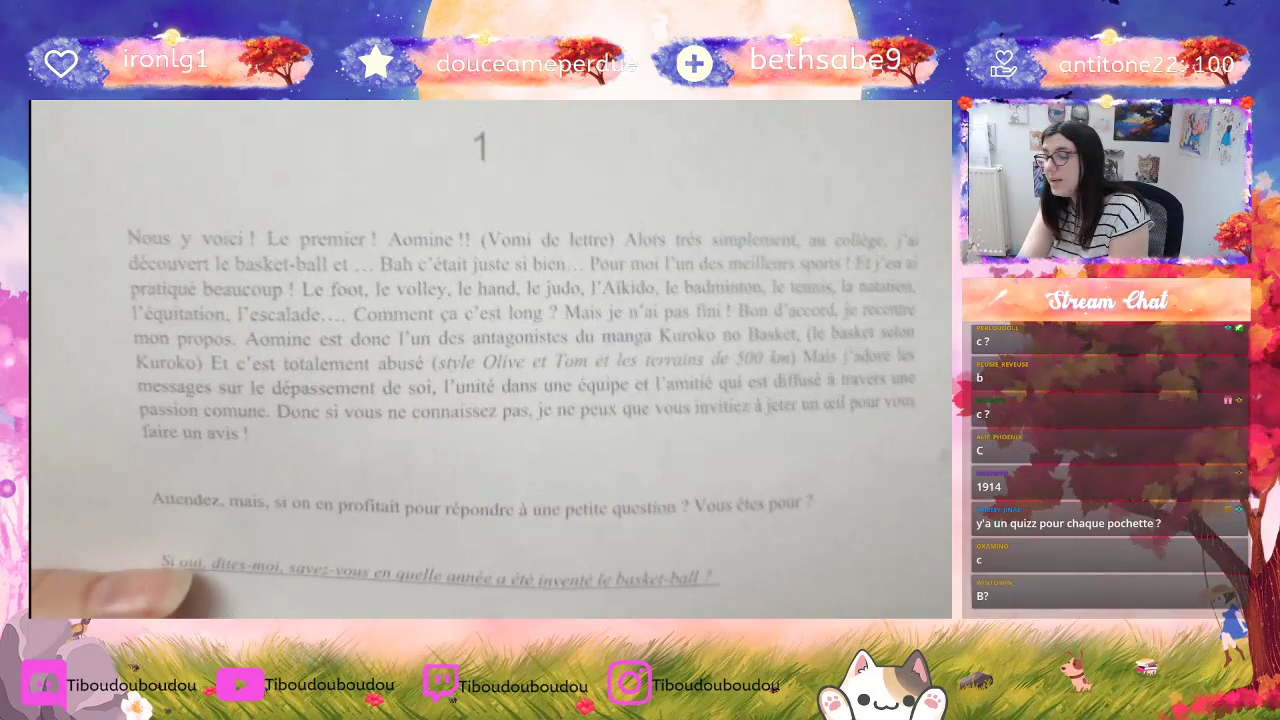 ironlg1
douceameperdue
bethsabe9
antitone22: 100
1
Nous y voici ! Le premier ! Aomine !! (Vomi de lettre) Alors très simplement, au collège, j'ai
découvert le basket-ball et … Bah c'était juste si bien… Pour moi l'un des meilleurs sports ! Et j'en ai
pratiqué beaucoup ! Le foot, le volley, le hand, le judo, l'Aïkido, le badminton, le tennis, la natation,
l'équitation, l'escalade…. Comment c'est long ? Mais je n'ai pas fini ! Bon d'accord, je recentre
mon propos. Aomine est donc l'un des antagonistes du manga Kuroko no Basket, (le basket selon
Kuroko) Et c'est totalement abusé (style Olive et Tom et les terrains de 500 km) Mais j'adore les
messages sur le dépassement de soi, l'unité dans une équipe et l'amitié qui est diffusé à travers une
passion comune. Donc si vous ne connaissez pas, je ne peux que vous invitiez à jeter un œil pour vous
faire un avis !
Attendez, mais, si on en profitait pour répondre à une petite question ? Vous êtes pour ?
Si oui, dites-moi, savez-vous en quelle année a été inventé le basket-ball ?
Stream Chat
c ?
PLUME_REVEUSE
b
c ?
ALIE_PHOENIX
C
1914
y'a un quizz pour chaque pochette ?
OKAMINO
c
WINTOWIN_
B?
Tiboudouboudou
Tiboudouboudou
Tiboudouboudou
Tiboudouboudou